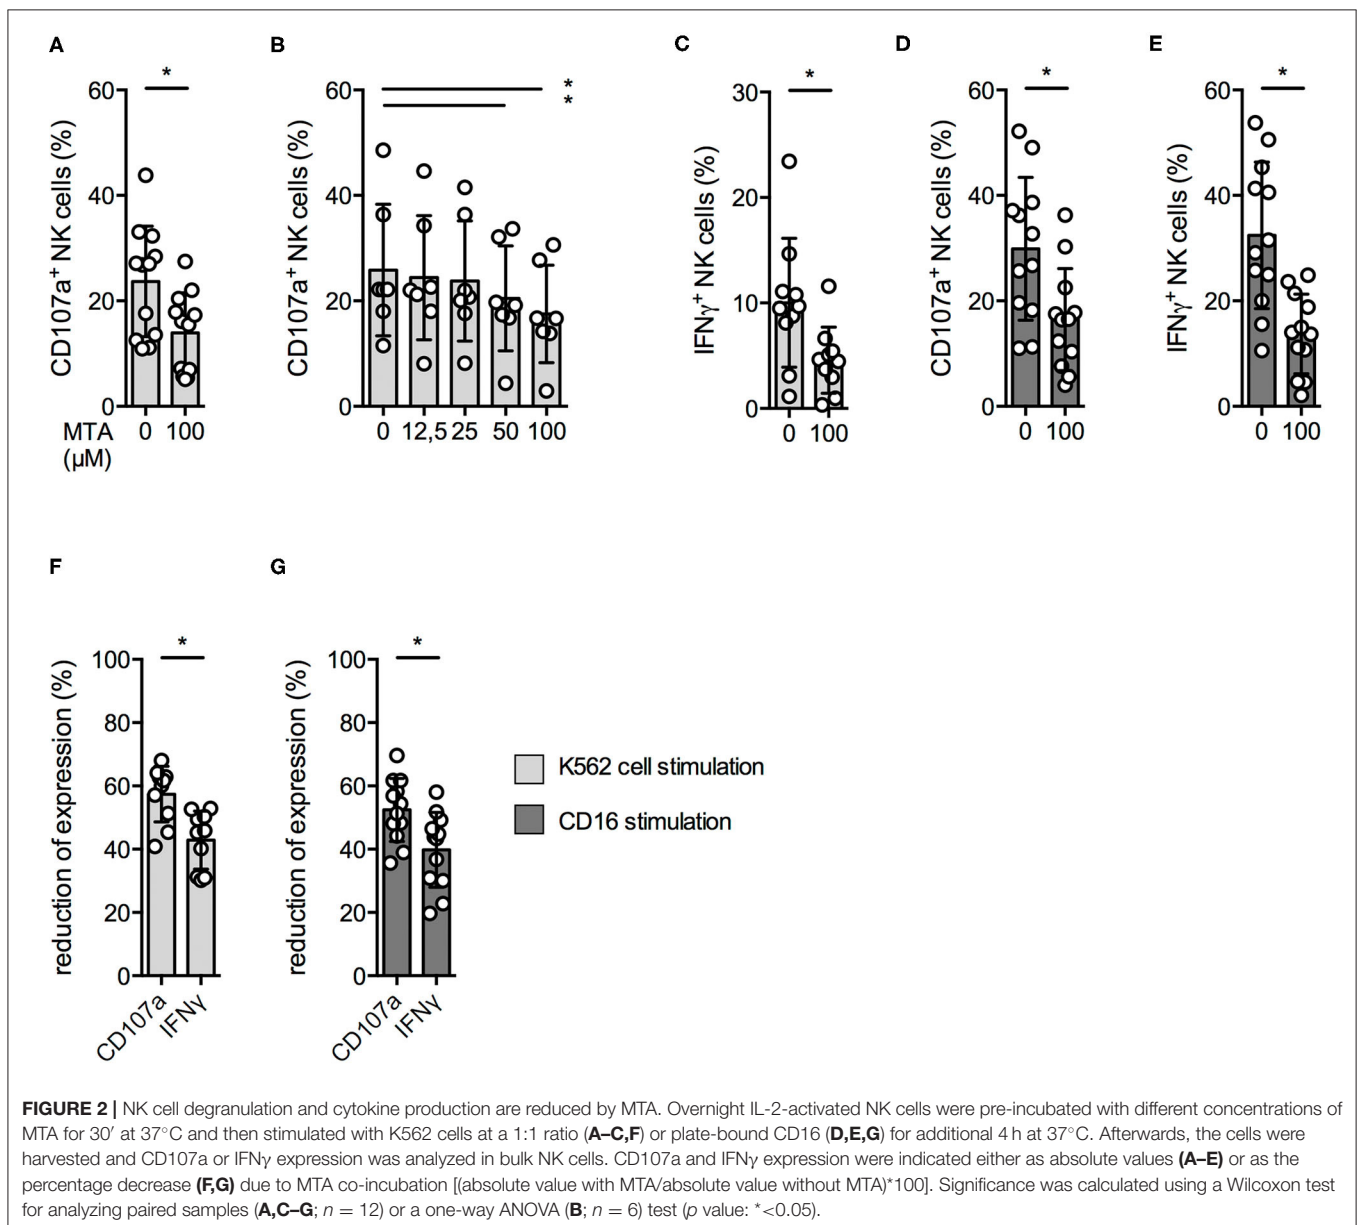 A
B
C
D
E
*
*
*
*
*
*
CD107a+ NK cells (%)
60
40
20
0
MTA
(µM)
0
100
CD107a+ NK cells (%)
60
40
20
0
0
12,5
25
50
100
IFNγ+ NK cells (%)
30
20
10
0
0
100
CD107a+ NK cells (%)
60
40
20
0
0
100
IFNγ+ NK cells (%)
60
40
20
0
0
100
F
G
*
*
reduction of expression (%)
100
80
60
40
20
0
CD107a
IFNγ
reduction of expression (%)
100
80
60
40
20
0
CD107a
IFNγ
K562 cell stimulation
CD16 stimulation
FIGURE 2 | NK cell degranulation and cytokine production are reduced by MTA. Overnight IL-2-activated NK cells were pre-incubated with different concentrations of
MTA for 30′ at 37°C and then stimulated with K562 cells at a 1:1 ratio (A–C,F) or plate-bound CD16 (D,E,G) for additional 4 h at 37°C. Afterwards, the cells were
harvested and CD107a or IFNγ expression was analyzed in bulk NK cells. CD107a and IFNγ expression were indicated either as absolute values (A–E) or as the
percentage decrease (F,G) due to MTA co-incubation [(absolute value with MTA/absolute value without MTA)*100]. Significance was calculated using a Wilcoxon test
for analyzing paired samples (A,C–G; n = 12) or a one-way ANOVA (B; n = 6) test (p value: *<0.05).